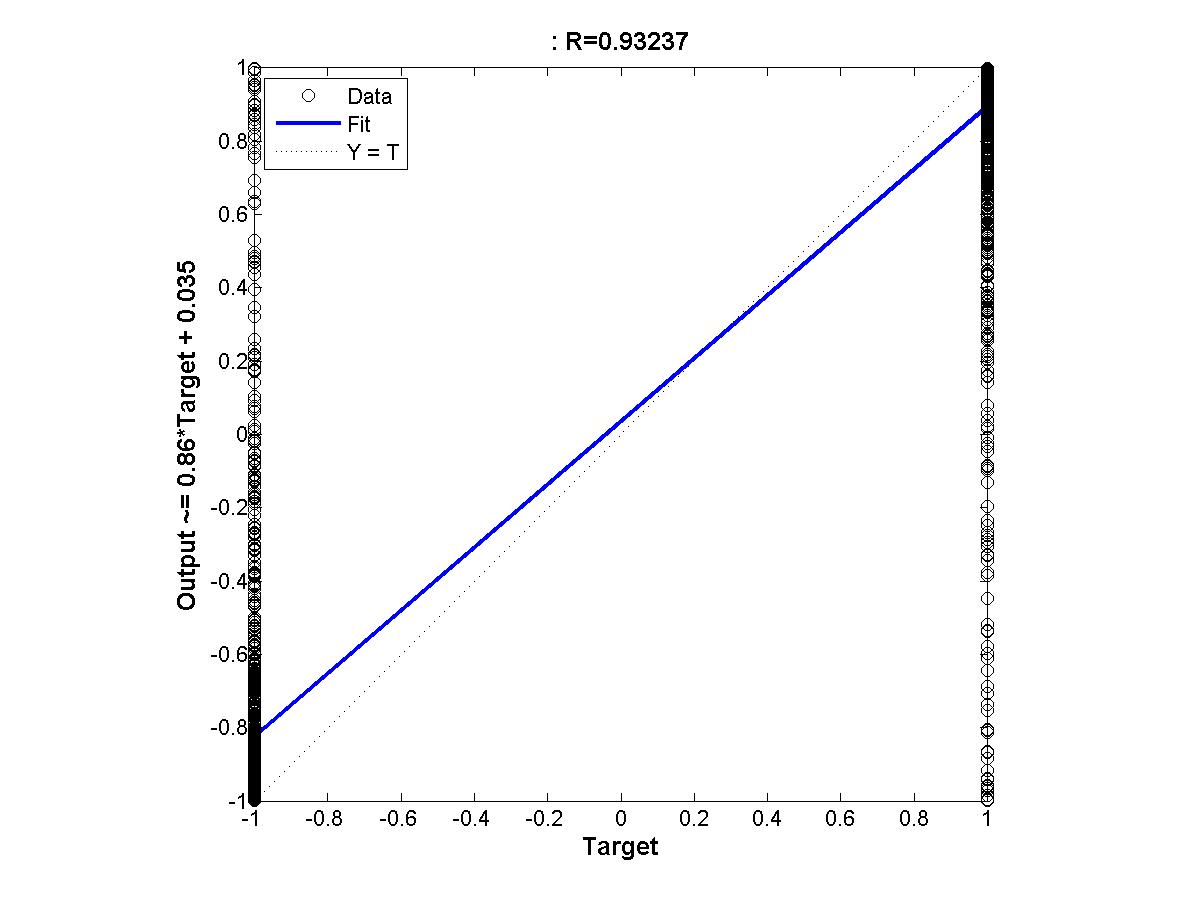 : R=0.93237
Data
Fit
Y = T
Output ~= 0.86*Target + 0.035
1
0.8
0.6
0.4
0.2
0
-0.2
-0.4
-0.6
-0.8
-1
-1 -0.8 -0.6 -0.4 -0.2 0 0.2 0.4 0.6 0.8 1
Target